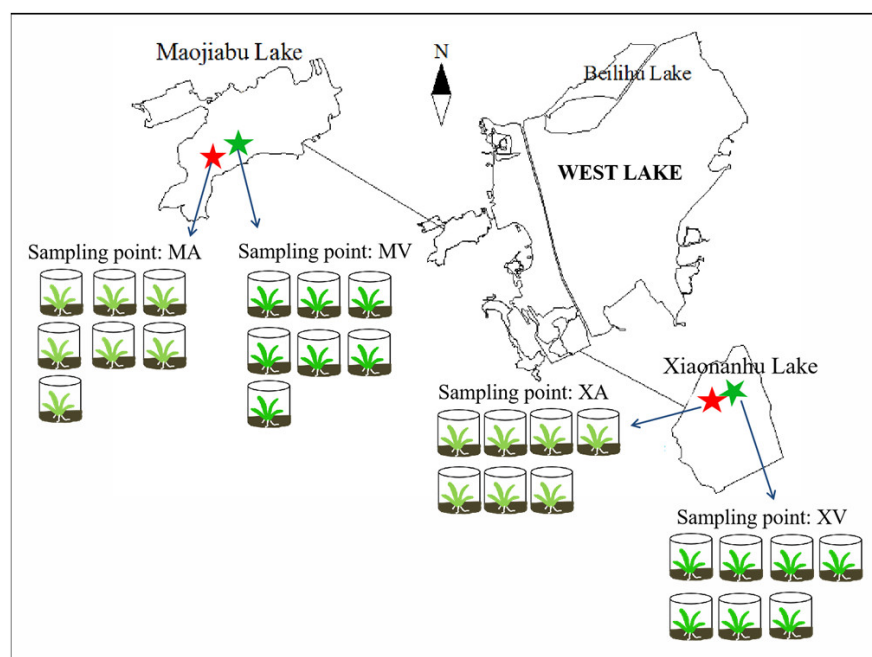 Maojiabu Lake
N
Beilihu Lake
WEST LAKE
Sampling point: MA
Sampling point: MV
Xiaonanhu Lake
Sampling point: XA
Sampling point: XV